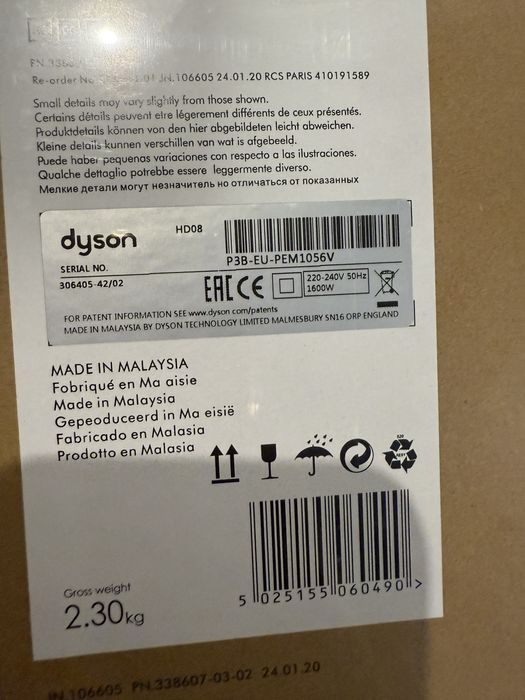 Re-order No JN.106605 24.01.20 RCS PARIS 410191589
Small details may vary slightly from those shown.
Certains détails peuvent etre légerement différents de ceux présentés.
Produktdetails können von den hier abgebildeten leicht abweichen.
Kleine details kunnen verschillen van wat is afgebeeld.
Puede haber pequenas variaciones con respecto a las ilustraciones.
Qualche dettaglio potrebbe essere leggermente diverso.
Мелкие детали могут незначитель но отличаться от показанных
dyson
HD08
P3B-EU-PEM1056V
SERIAL NO.
306405-42/02
EAC CE
220-240V 50Hz
1600W
FOR PATENT INFORMATION SEE www.dyson.com/patents
MADE IN MALAYSIA BY DYSON TECHNOLOGY LIMITED MALMESBURY SN16 ORP ENGLAND
MADE IN MALAYSIA
Fabriqué en Ma aisie
Made in Malaysia
Gepeoduceerd in Ma eisië
Fabricado en Malasia
Prodotto en Malasia
5 025155 060490 >
Gross weight
2.30kg
JN.106605 PN.338607-03-02 24.01.20